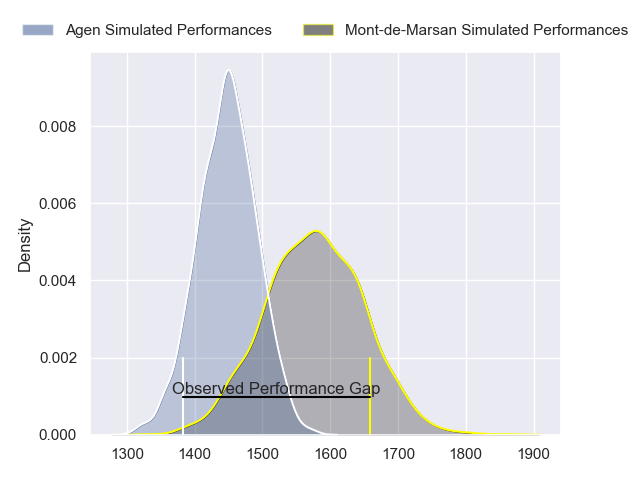 Agen Simulated Performances
Mont-de-Marsan Simulated Performances
Density
0.008
0.006
0.004
0.002
0.000
Observed Performance Gap
1300 1400 1500 1600 1700 1800 1900